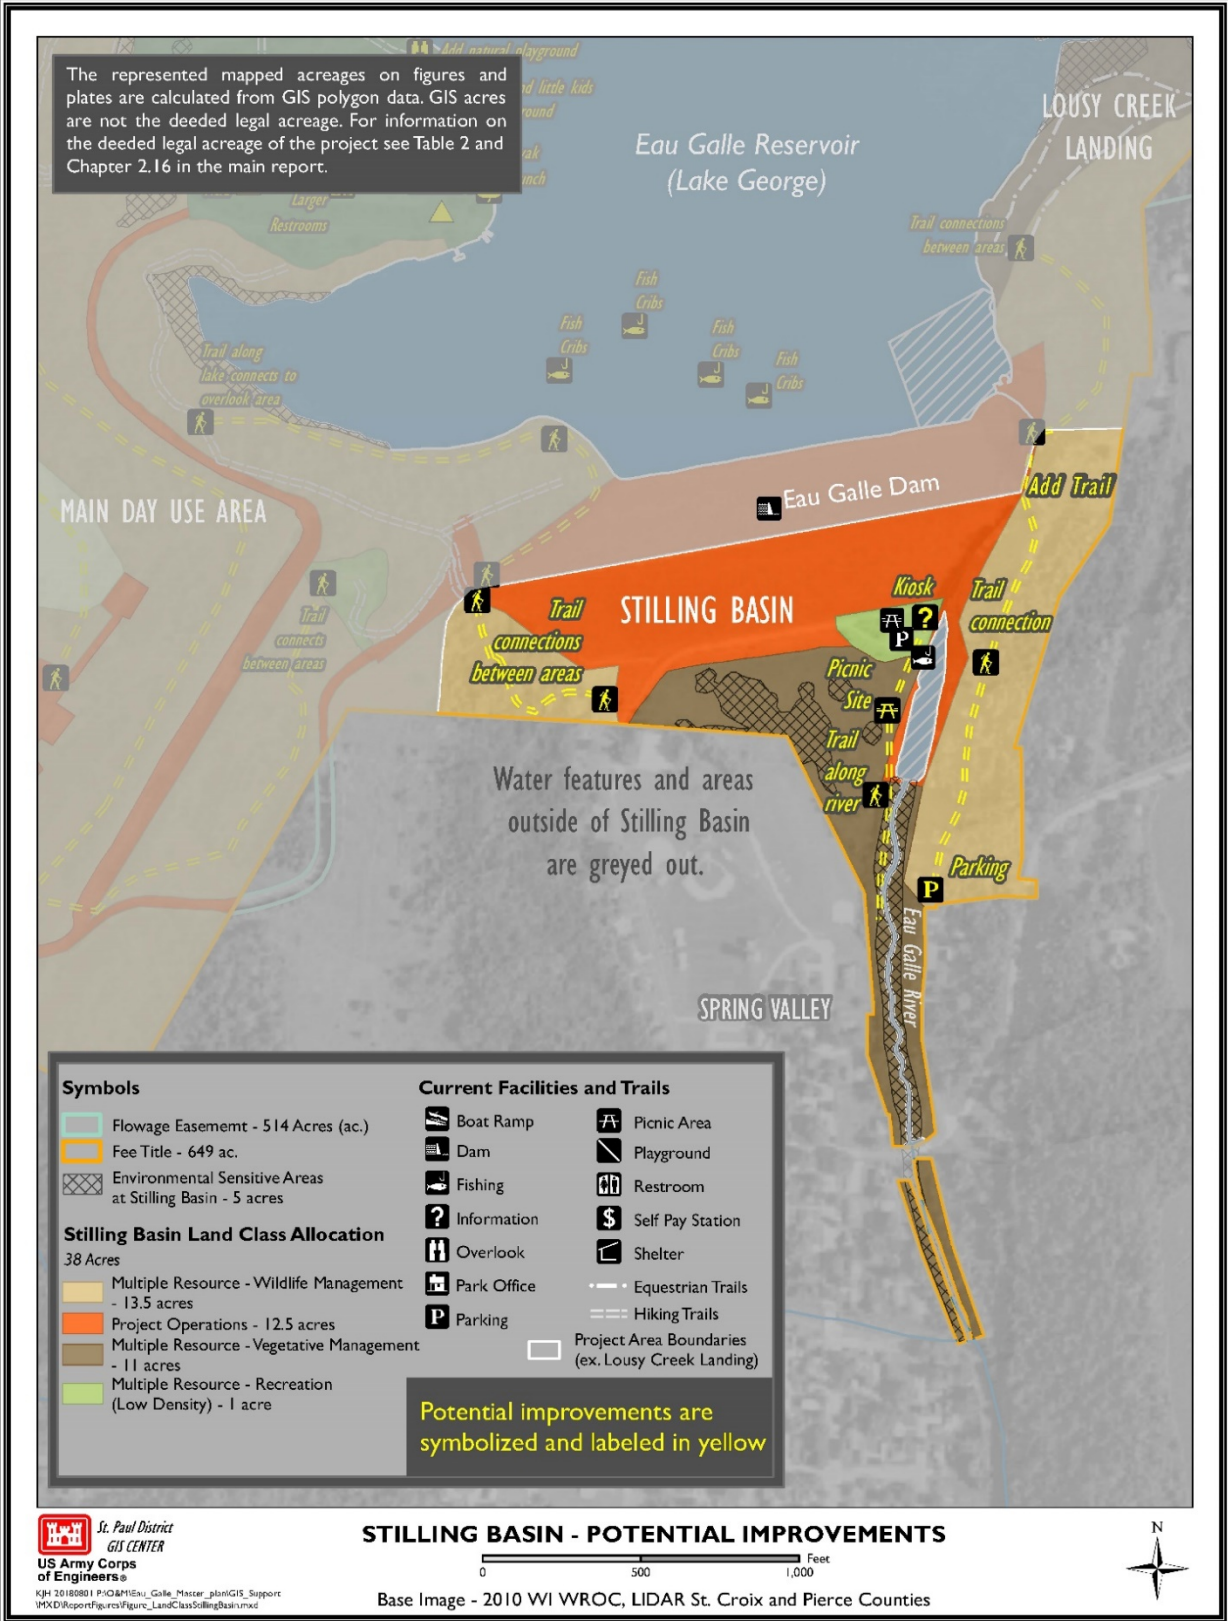 Add natural playground
The represented mapped acreages on figures and
plates are calculated from GIS polygon data. GIS acres
are not the deeded legal acreage. For information on
the deeded legal acreage of the project see Table 2 and
Chapter 2.16 in the main report.
d little kids
LOUSY CREEK
LANDING
Eau Galle Reservoir
(Lake George)
Larger
Restrooms
Trail connections
between areas
Fish
Cribs
Fish
Cribs
Fish
Cribs
Fish
Cribs
Trail along
lake connects to
overlook area
MAIN DAY USE AREA
Eau Galle Dam
Add Trail
Kiosk
Trail
connections
between areas
STILLING BASIN
Trail
connection
Trail
connects
between areas
Picnic
Site
P
?
Trail
along
river
Water features and areas
outside of Stilling Basin
are greyed out.
Parking
P
Eau Galle River
SPRING VALLEY
Symbols
Flowage Easememt - 514 Acres (ac.)
Fee Title - 649 ac.
Environmental Sensitive Areas
at Stilling Basin - 5 acres
Stilling Basin Land Class Allocation
38 Acres
Multiple Resource - Wildlife Management
- 13.5 acres
Project Operations - 12.5 acres
Multiple Resource - Vegetative Management
- 11 acres
Multiple Resource - Recreation
(Low Density) - 1 acre
Current Facilities and Trails
Boat Ramp
Dam
Fishing
? Information
Overlook
Park Office
P Parking
Picnic Area
Playground
Restroom
$ Self Pay Station
Shelter
Equestrian Trails
Hiking Trails
Project Area Boundaries
(ex. Lousy Creek Landing)
Potential improvements are
symbolized and labeled in yellow
St. Paul District
GIS CENTER
US Army Corps
of Engineers®
KJH 20180801 P:\O&M\Eau_Galle_Master_plan\GIS_Support
\MXD\ReportFigures\Figure_LandClassStillingBasin.mxd
STILLING BASIN - POTENTIAL IMPROVEMENTS
Feet
0 500 1,000
Base Image - 2010 WI WROC, LIDAR St. Croix and Pierce Counties
N